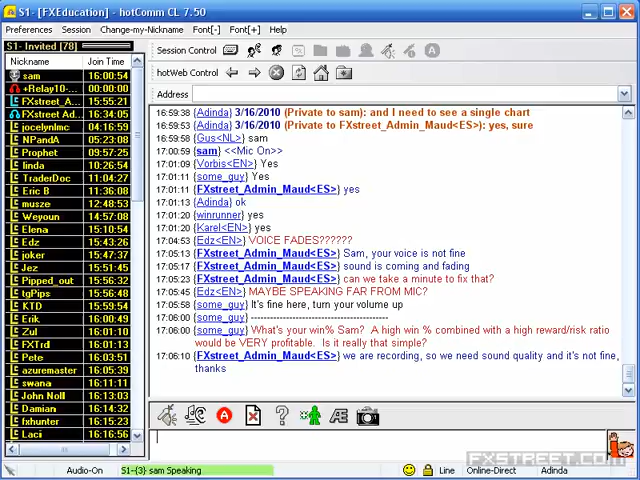 S1- [FXEducation] - hotComm CL 7.50
Preferences Session Change-my-Nickname Font[-] Font[+] Help
S1- Invited [78]
Nickname Join Time
sam 16:00:54
+Relay10-... 16:00:00
FXstreet_A... 15:55:21
FXstreet Ad... 16:34:05
jocelynlmc 04:16:59
NPandA 05:23:08
Prophet 09:57:25
linda 10:26:54
TraderDoc 11:04:27
Eric B 11:36:08
musze 12:48:53
Weyoun 14:57:08
Elena 15:10:54
Edz 15:43:26
joker 15:47:37
Jez 15:51:45
Pipped_out 15:56:32
tgPips 15:56:48
KTD 15:59:54
Erik 16:00:49
Zul 16:01:10
FXTrd 16:01:13
Pete 16:03:51
azuremaster 16:05:39
swana 16:11:11
John Noll 16:13:03
Damian 16:14:32
fxhunter 16:15:23
Laci 16:16:56
Session Control
hotWeb Control
Address
16:59:38 {Adinda} 3/16/2010 (Private to sam): and I need to see a single chart
16:59:53 {Adinda} 3/16/2010 (Private to FXstreet_Admin_Maud<ES>): yes, sure
16:58:58 {Gus<NL>} sam
17:00:59 {sam} <<Mic On>>
17:01:09 {Vorbis<EN>} Yes
17:01:11 {some_guy} Yes
17:01:11 {FXstreet_Admin_Maud<ES>} yes
17:01:13 {Adinda} ok
17:01:20 {winrunner} yes
17:01:20 {Karel<EN>} yes
17:04:53 {Edz<EN>} VOICE FADES??????
17:05:13 {FXstreet_Admin_Maud<ES>} Sam, your voice is not fine
17:05:17 {FXstreet_Admin_Maud<ES>} sound is coming and fading
17:05:23 {FXstreet_Admin_Maud<ES>} can we take a minute to fix that?
17:05:45 {Edz<EN>} MAYBE SPEAKING FAR FROM MIC?
17:05:58 {some_guy} It's fine here, turn your volume up
17:06:00 {some_guy} ----------------------------------
17:06:00 {some_guy} What's your win% Sam? A high win % combined with a high reward/risk ratio
would be VERY profitable. Is it really that simple?
17:06:10 {FXstreet_Admin_Maud<ES>} we are recording, so we need sound quality and it's not fine,
thanks
FXSTREET.COM
Audio-On S1-{3} sam Speaking Line Online-Direct Adinda